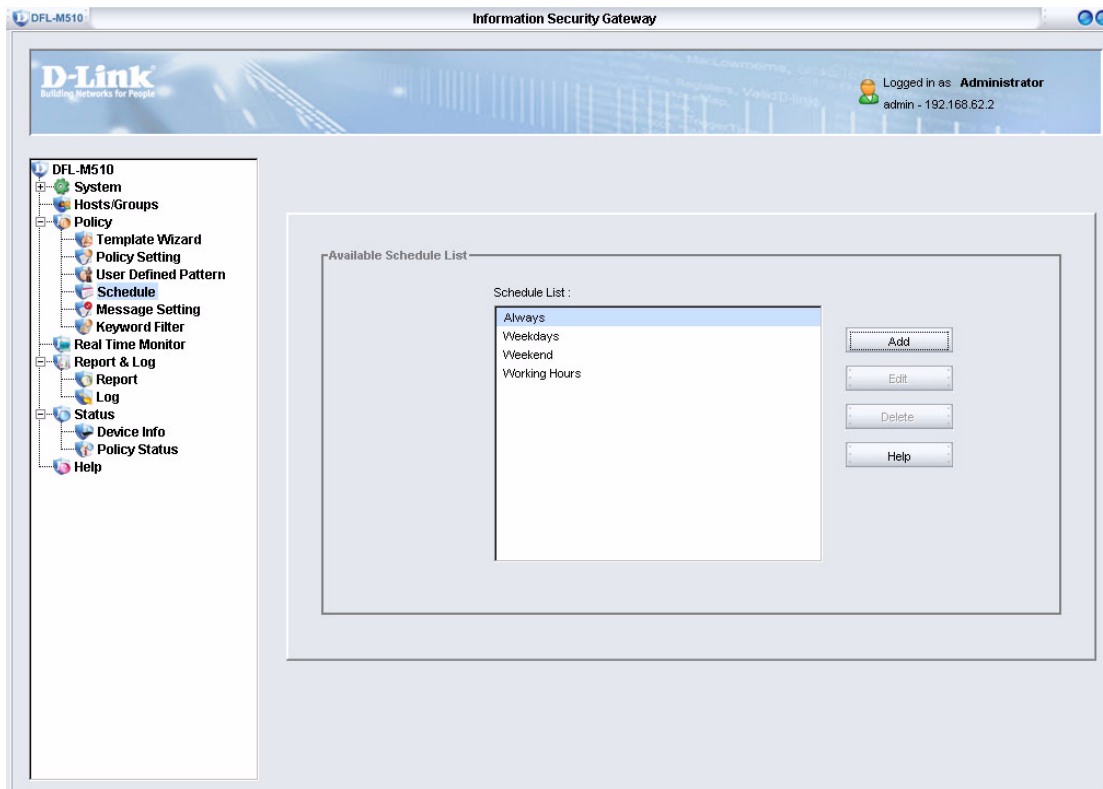 DFL-M510
Information Security Gateway
D-Link
Building Networks for People
Logged in as Administrator
admin - 192.168.62.2
DFL-M510
System
Hosts/Groups
Policy
Template Wizard
Policy Setting
User Defined Pattern
Schedule
Message Setting
Keyword Filter
Real Time Monitor
Report & Log
Report
Log
Status
Device Info
Policy Status
Help
Available Schedule List
Schedule List :
Always
Weekdays
Weekend
Working Hours
Add
Edit
Delete
Help